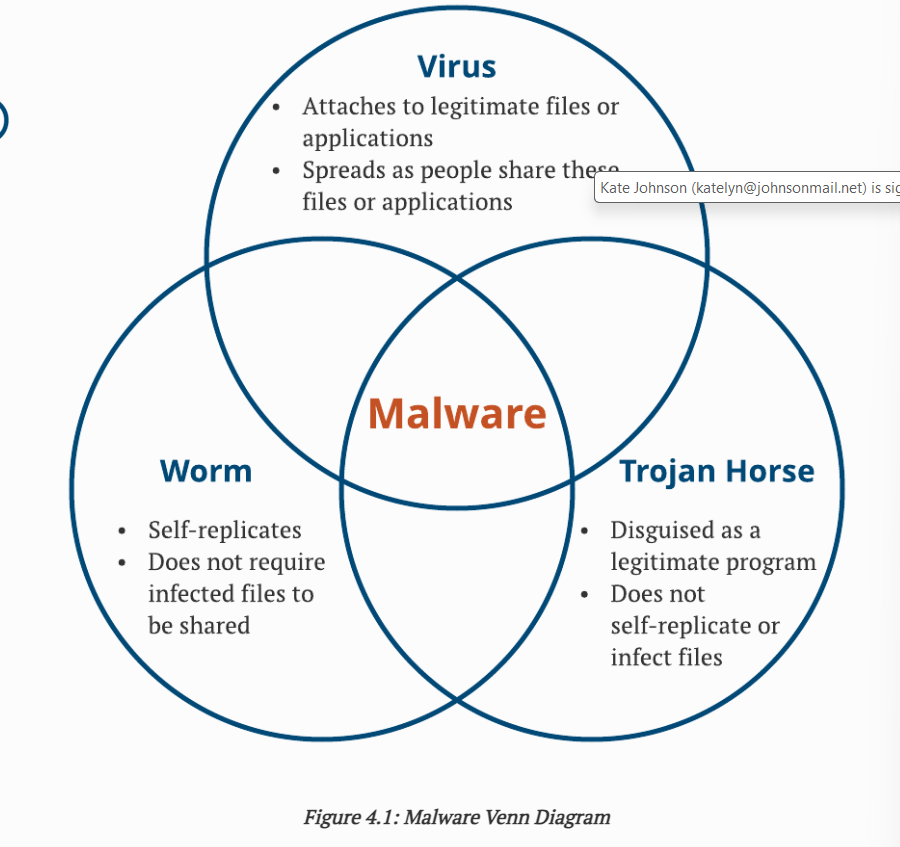 Virus
• Attaches to legitimate files or
applications
• Spreads as people share these
files or applications
Kate Johnson (katelyn@johnsonmail.net) is
Malware
Worm
• Self-replicates
• Does not require
infected files to
be shared
Trojan Horse
• Disguised as a
legitimate program
• Does not
self-replicate or
infect files
Figure 4.1: Malware Venn Diagram